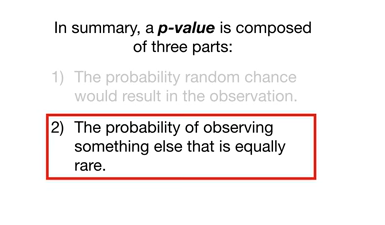 In summary, a p-value is composed
of three parts:
1) The probability random chance
would result in the observation.
2) The probability of observing
something else that is equally
rare.